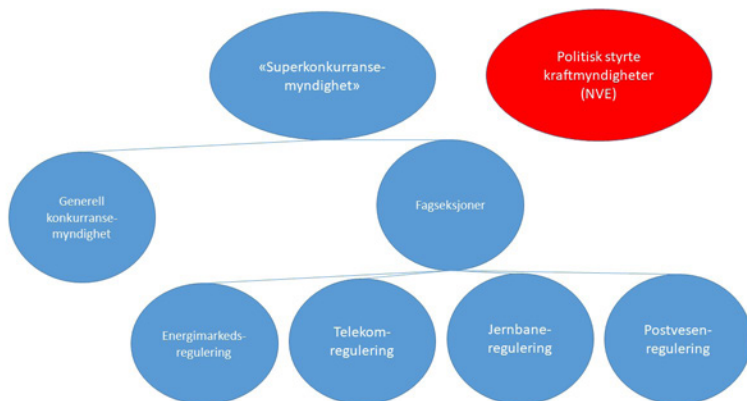 «Superkonkurranse-
myndighet»
Politisk styrte
kraftmyndigheter
(NVE)
Generell
konkurranse-
myndighet
Fagseksjoner
Energimarkeds-
regulering
Telekom-
regulering
Jernbane-
regulering
Postvesen-
regulering